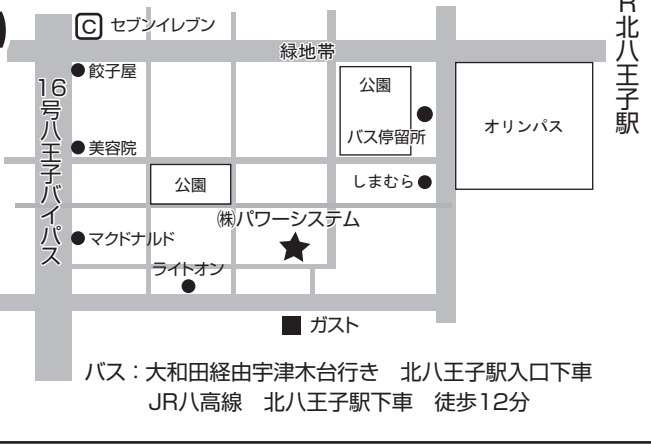 C セブンイレブン
R北八王子駅
緑地帯
餃子屋
公園
16号八王子バイパス
バス停留所
オリンパス
美容院
公園
しまむら
㈱パワーシステム
マクドナルド
ライトオン
ガスト
バス：大和田経由宇津木台行き　北八王子駅入口下車
JR八高線　北八王子駅下車　徒歩12分